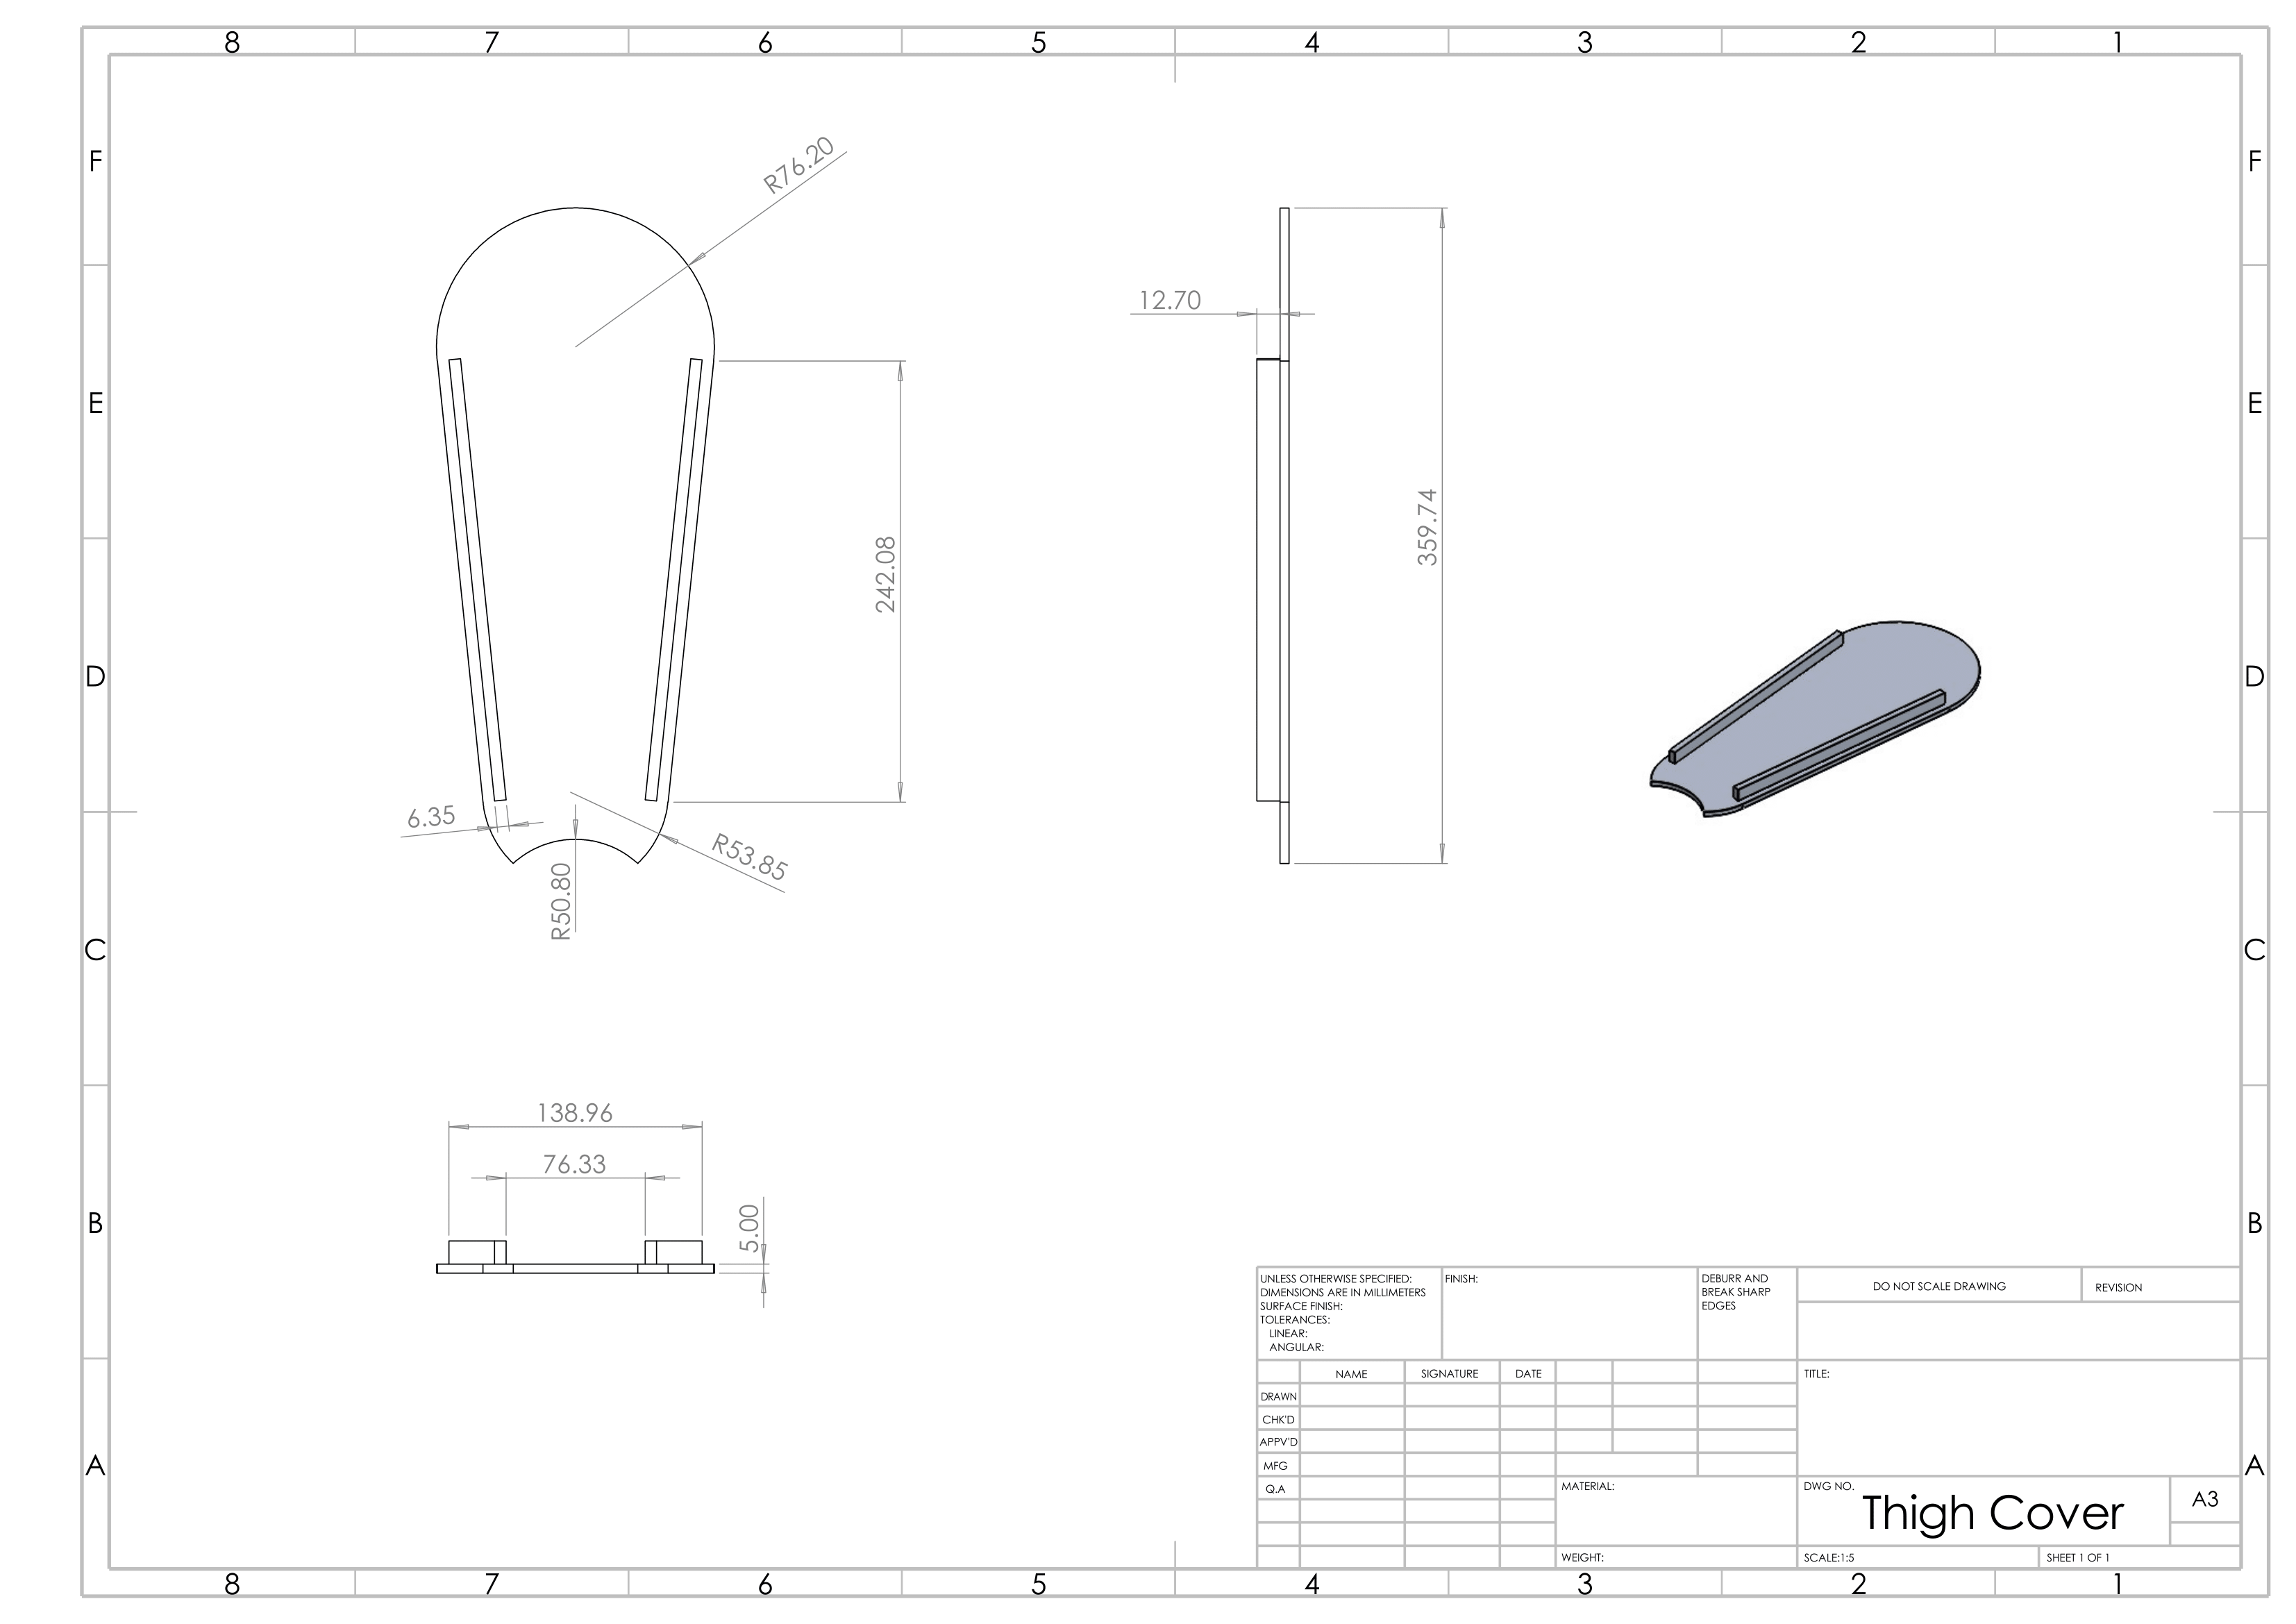 8 7 6 5 4 3 2 1
F F
R76.20
12.70
E E
359.74
242.08
D D
6.35
R53.85
R50.80
C C
138.96
76.33
5.00
B B
UNLESS OTHERWISE SPECIFIED:
DIMENSIONS ARE IN MILLIMETERS
SURFACE FINISH:
TOLERANCES:
LINEAR:
ANGULAR:
FINISH:
DEBURR AND
BREAK SHARP
EDGES
DO NOT SCALE DRAWING
REVISION
NAME SIGNATURE DATE
TITLE:
DRAWN
CHK'D
APPV'D
MFG
Q.A
A A
MATERIAL:
DWG NO.
Thigh Cover
A3
WEIGHT:
SCALE:1:5
SHEET 1 OF 1
8 7 6 5 4 3 2 1